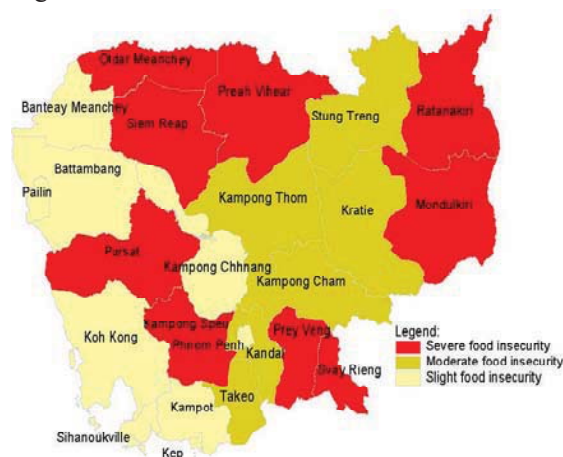 Oldar Meanchey
Preah Vihear
Banteay Meanchey
Siem Reap
Stung Treng
Ratanakiri
Battambang
Pailin
Kampong Thom
Kratie
Mondulkiri
Parsat
Kampong Chhnang
Kampong Cham
Koh Kong
Kampong Speu
Phnom Penh
Prey Veng
Kandal
Svay Rieng
Takeo
Kampot
Sihanoukville
Kep
Legend:
Severe food insecurity
Moderate food insecurity
Slight food insecurity